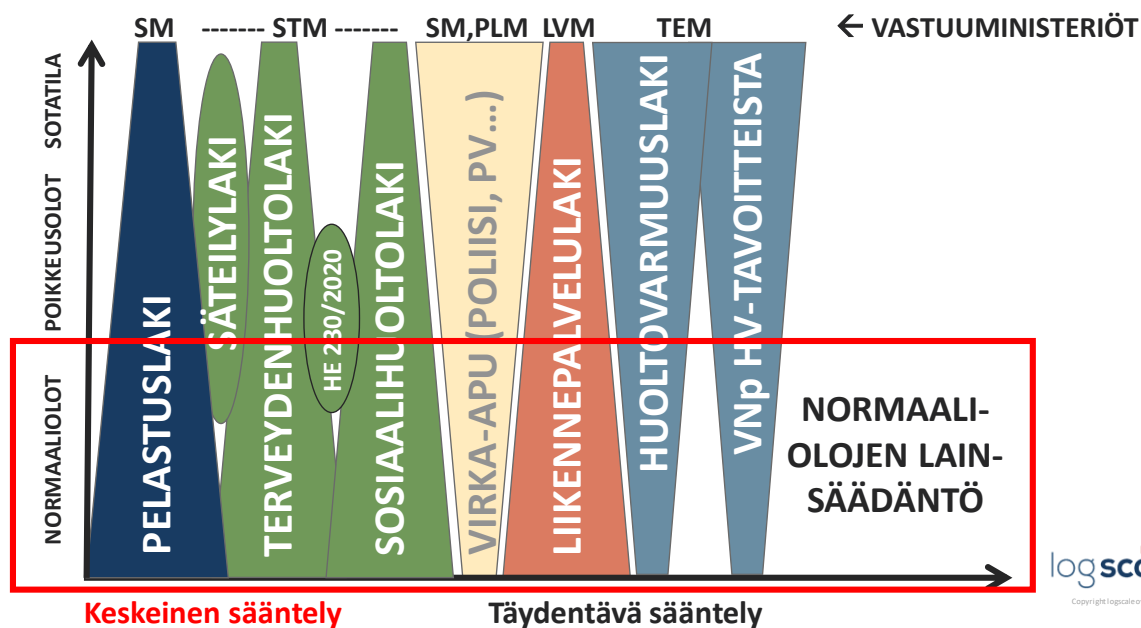 SM ------- STM ------- SM,PLM LVM TEM ← VASTUUMINISTERIÖT
SOTATILA
POIKKEUSOLOT
NORMAALIOLOT
PELASTUSLAKI
SÄTEILYLAKI
TERVEYDENHUOLTOLAKI
HE 230/2020
SOSIAALIHUOLTOLAKI
VIRKA-APU (POLIISI, PV...)
LIIKENNEPALVELULAKI
HUOLTOVARMUUSLAKI
VNp HV-TAVOITTEISTA
NORMAALI-
OLOJEN LAIN-
SÄÄDÄNTÖ
Keskeinen sääntely Täydentävä sääntely